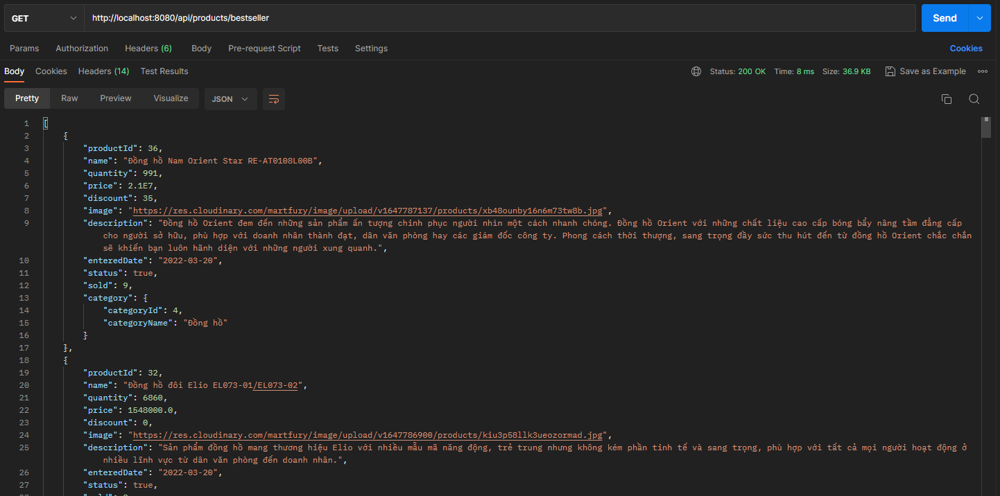 GET http://localhost:8080/api/products/bestseller Send
Params Authorization Headers (6) Body Pre-request Script Tests Settings Cookies
Body Cookies Headers (14) Test Results Status: 200 OK Time: 8 ms Size: 36.9 KB Save as Example
Pretty Raw Preview Visualize JSON
1 [
2 {
3 "productId": 36,
4 "name": "Đồng hồ Nam Orient Star RE-AT0108L00B",
5 "quantity": 991,
6 "price": 2.1E7,
7 "discount": 35,
8 "image": "https://res.cloudinary.com/martfury/image/upload/v1647787137/products/xb48ounby16n6m73tw8b.jpg",
9 "description": "Đồng hồ Orient đem đến những sản phẩm ấn tượng chinh phục người nhìn một cách nhanh chóng. Đồng hồ Orient với những chất liệu cao cấp bóng bẩy nâng tầm đẳng cấp
cho người sở hữu, phù hợp với doanh nhân thành đạt, dân văn phòng hay các giám đốc công ty. Phong cách thời thượng, sang trọng đầy sức thu hút đến từ đồng hồ Orient chắc chắn
sẽ khiến bạn luôn hãnh diện với những người xung quanh.",
10 "enteredDate": "2022-03-20",
11 "status": true,
12 "sold": 9,
13 "category": {
14 "categoryId": 4,
15 "categoryName": "Đồng hồ"
16 }
17 },
18 {
19 "productId": 32,
20 "name": "Đồng hồ đôi Elio EL073-01/EL073-02",
21 "quantity": 6860,
22 "price": 1548000.0,
23 "discount": 0,
24 "image": "https://res.cloudinary.com/martfury/image/upload/v1647786900/products/kiu3p58llk3ueozormad.jpg",
25 "description": "Sản phẩm đồng hồ mang thương hiệu Elio với nhiều mẫu mã năng động, trẻ trung nhưng không kém phần tinh tế và sang trọng, phù hợp với tất cả mọi người hoạt động ở
nhiều lĩnh vực từ dân văn phòng đến doanh nhân.",
26 "enteredDate": "2022-03-20",
27 "status": true,